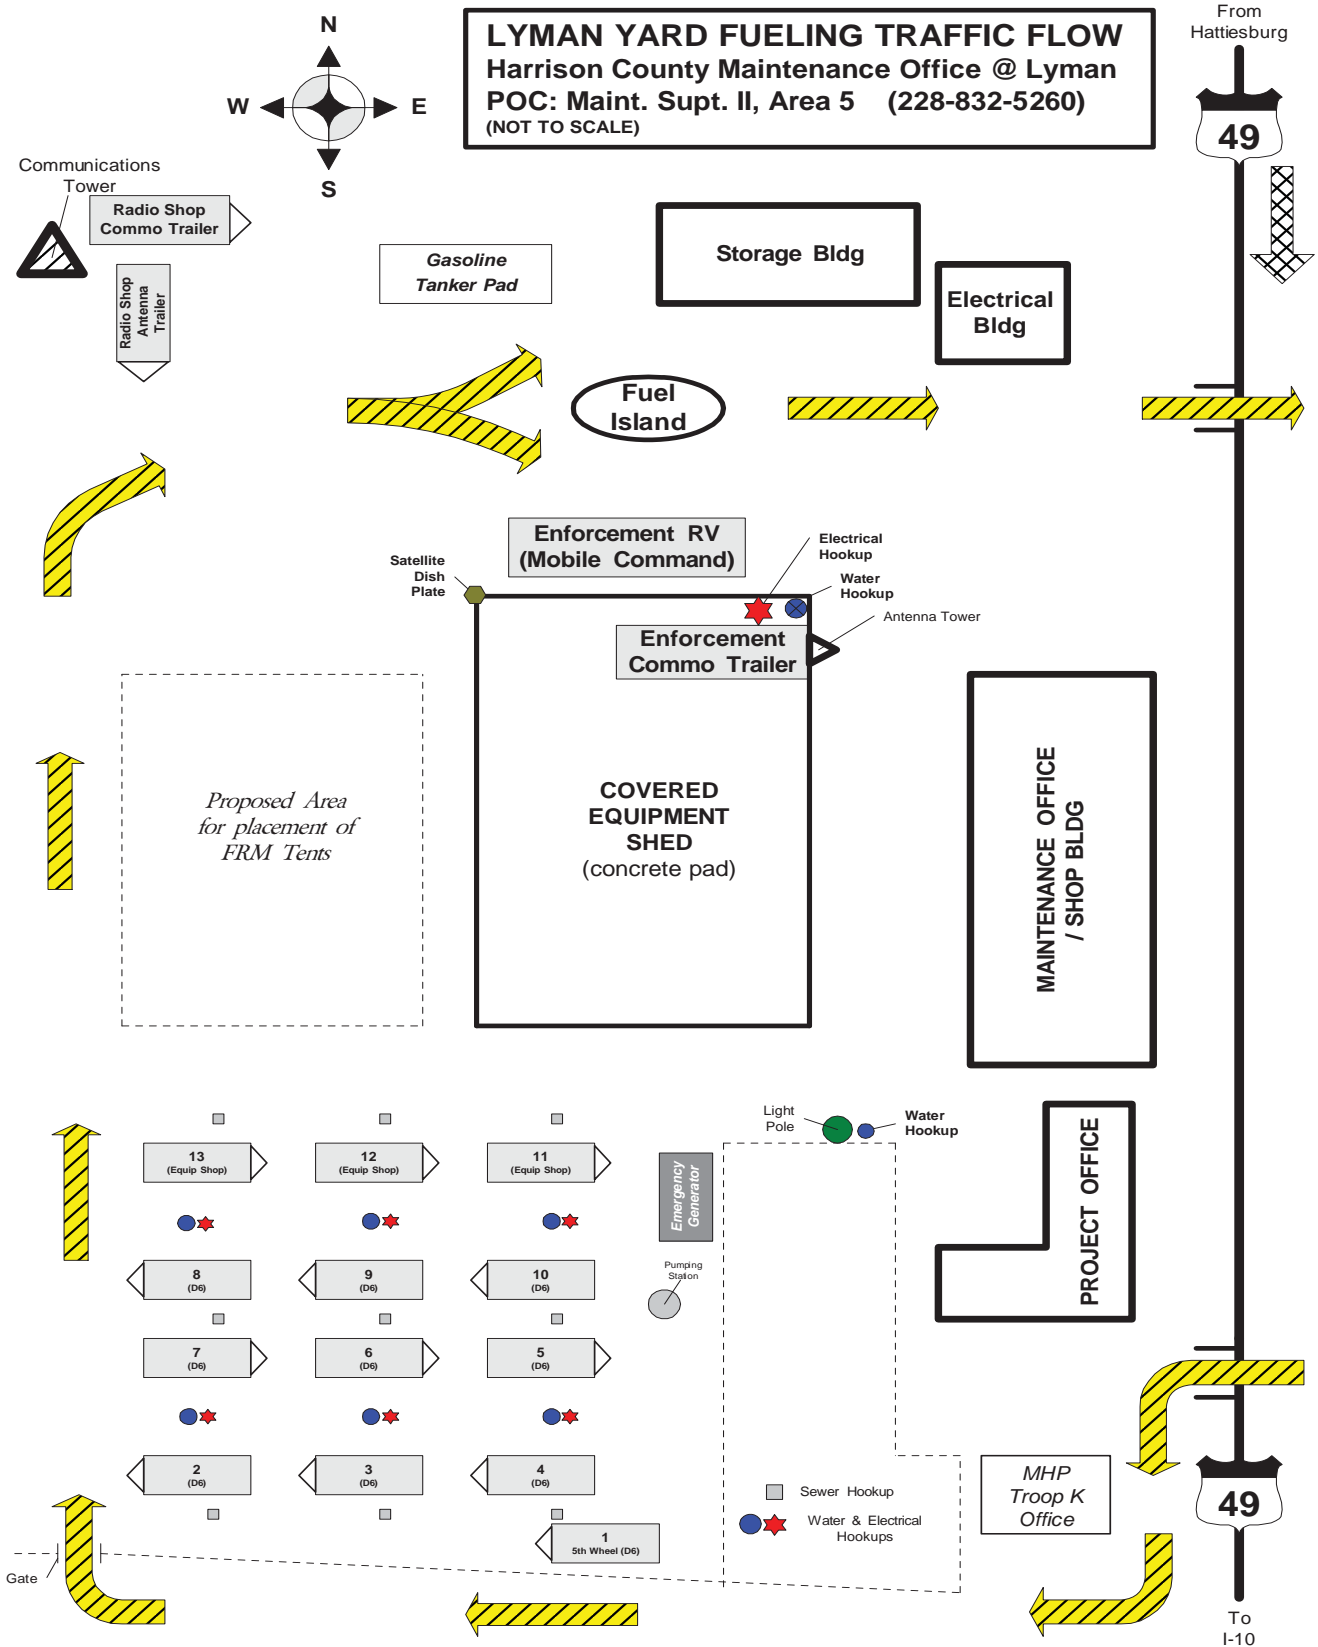 LYMAN YARD FUELING TRAFFIC FLOW
Harrison County Maintenance Office @ Lyman
POC: Maint. Supt. II, Area 5 (228-832-5260)
(NOT TO SCALE)
From
Hattiesburg
49
N
W
E
S
Communications
Tower
Radio Shop
Commo Trailer
Radio Shop
Antenna
Trailer
Gasoline
Tanker Pad
Storage Bldg
Electrical
Bldg
Fuel
Island
Enforcement RV
(Mobile Command)
Satellite
Dish
Plate
Electrical
Hookup
Water
Hookup
Antenna Tower
Enforcement
Commo Trailer
Proposed Area
for placement of
FRM Tents
COVERED
EQUIPMENT
SHED
(concrete pad)
MAINTENANCE OFFICE
/ SHOP BLDG
Light
Pole
Water
Hookup
13
(Equip Shop)
12
(Equip Shop)
11
(Equip Shop)
Emergency
Generator
PROJECT OFFICE
8
(D6)
9
(D6)
10
(D6)
Pumping
Station
7
(D6)
6
(D6)
5
(D6)
2
(D6)
3
(D6)
4
(D6)
1
5th Wheel (D6)
Sewer Hookup
Water & Electrical
Hookups
MHP
Troop K
Office
49
Gate
To
I-10